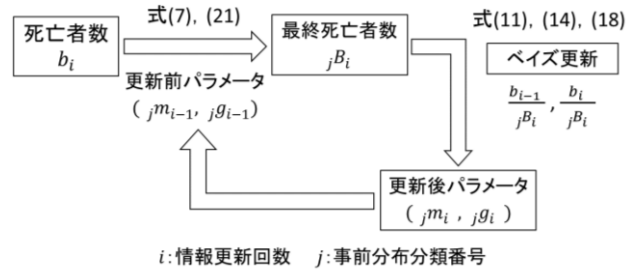 死亡者数
b_i
式(7), (21)
更新前パラメータ
( _jm_{i−1}, _jg_{i−1})
最終死亡者数
_jB_i
式(11), (14), (18)
ベイズ更新
b_{i−1}/_jB_i , b_i/_jB_i
更新後パラメータ
( _jm_i , _jg_i )
i:情報更新回数 j:事前分布分類番号